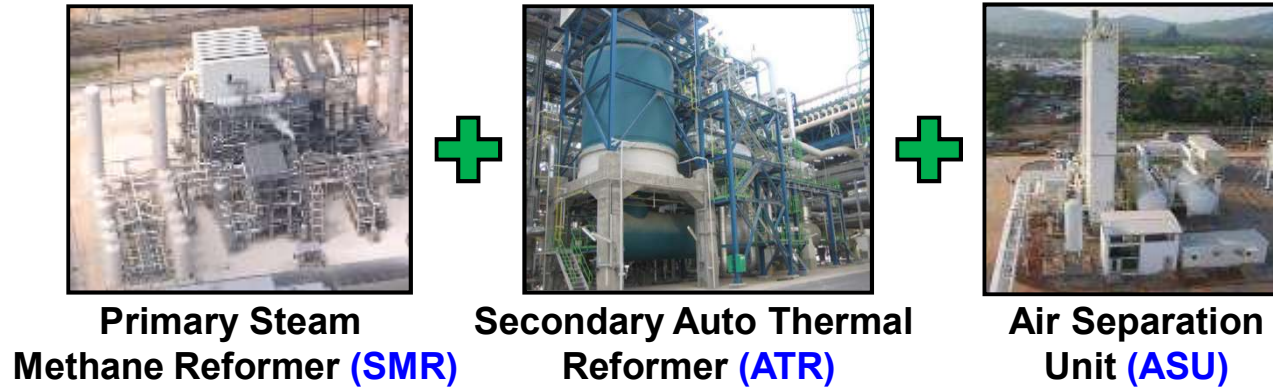 Primary Steam
Methane Reformer (SMR)
Secondary Auto Thermal
Reformer (ATR)
Air Separation
Unit (ASU)